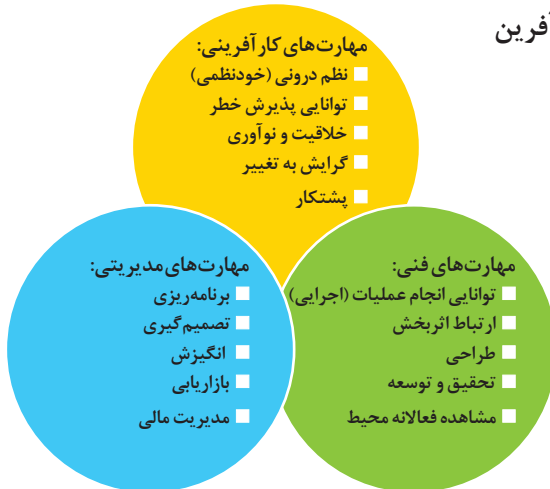 آفرین
مهارت‌های کارآفرینی:
نظم درونی (خودنظمی)
توانایی پذیرش خطر
خلاقیت و نوآوری
گرایش به تغییر
پشتکار
مهارت‌های فنی:
توانایی انجام عملیات (اجرایی)
ارتباط اثربخش
طراحی
تحقیق و توسعه
مشاهده فعالانه محیط
مهارت‌های مدیریتی:
برنامه‌ریزی
تصمیم‌گیری
انگیزش
بازاریابی
مدیریت مالی